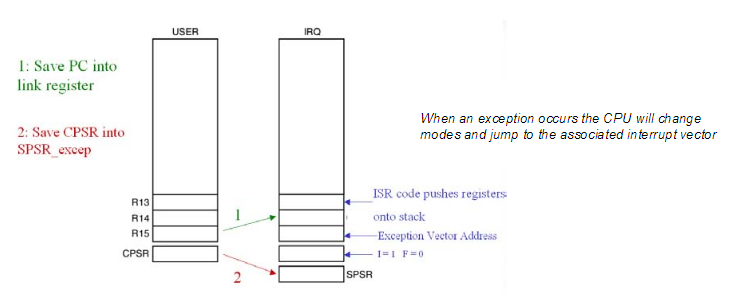 USER
IRQ
1: Save PC into
link register
2: Save CPSR into
SPSR_excep
When an exception occurs the CPU will change
modes and jump to the associated interrupt vector
R13
R14
R15
CPSR
1
2
ISR code pushes registers
onto stack
Exception Vector Address
I=1 F=0
SPSR